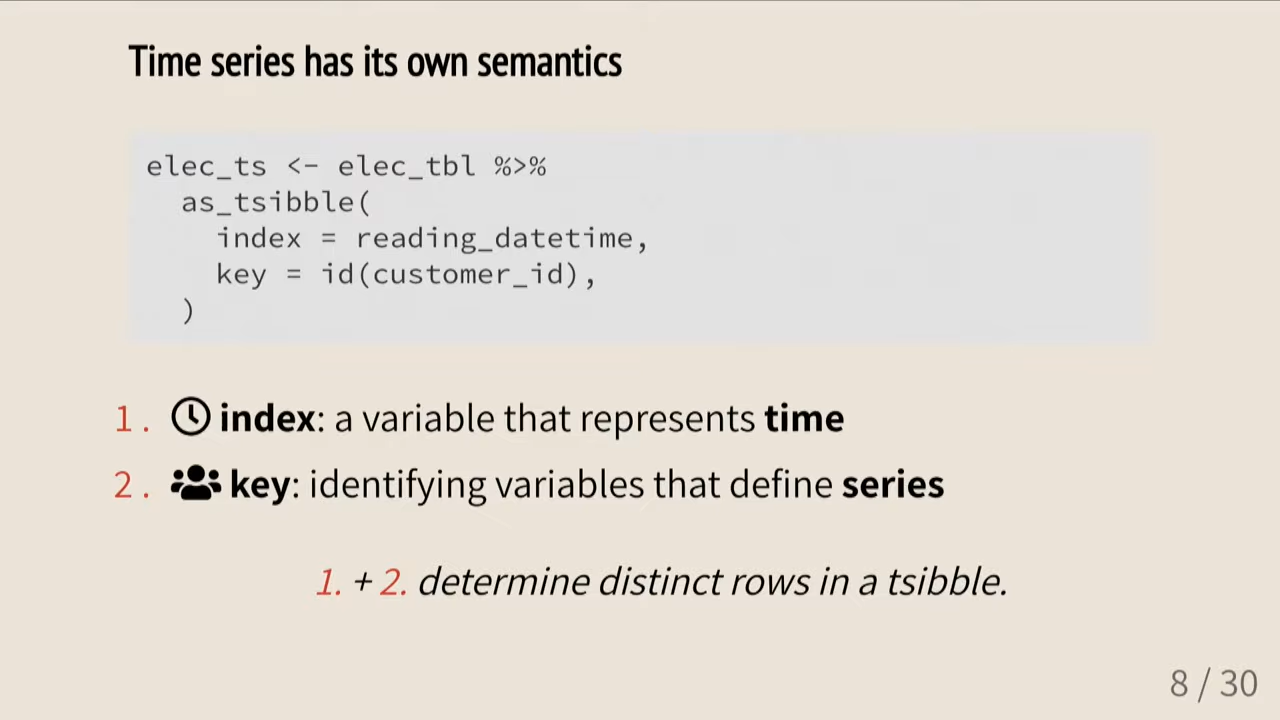 Time series has its own semantics
elec_ts <- elec_tbl %>%
  as_tsibble(
    index = reading_datetime,
    key = id(customer_id),
  )
1. index: a variable that represents time
2. key: identifying variables that define series
1. + 2. determine distinct rows in a tsibble.
8 / 30